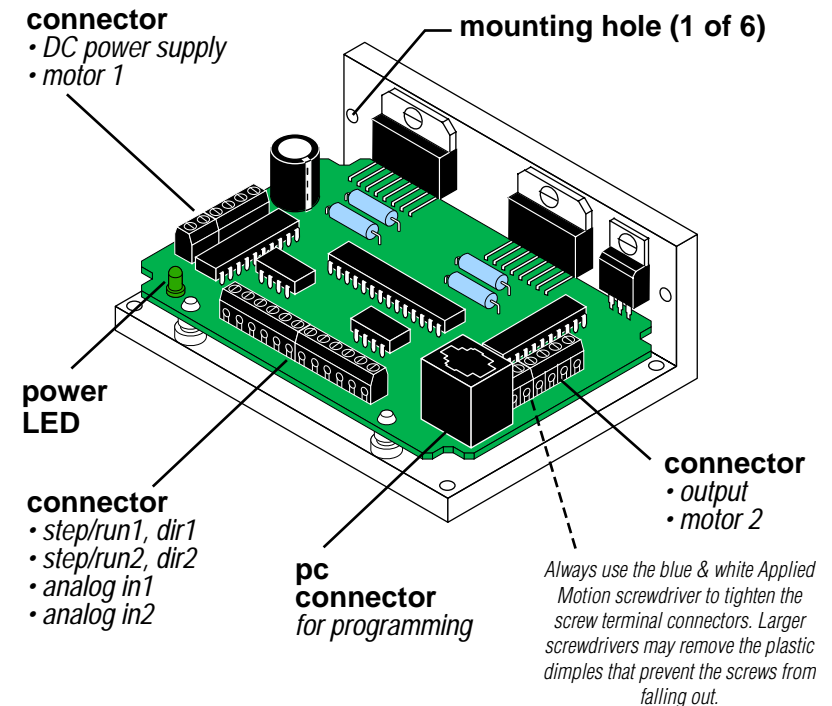 connector
• DC power supply
• motor 1
mounting hole (1 of 6)
power
LED
connector
• step/run1, dir1
• step/run2, dir2
• analog in1
• analog in2
pc
connector
for programming
connector
• output
• motor 2
Always use the blue & white Applied
Motion screwdriver to tighten the
screw terminal connectors. Larger
screwdrivers may remove the plastic
dimples that prevent the screws from
falling out.